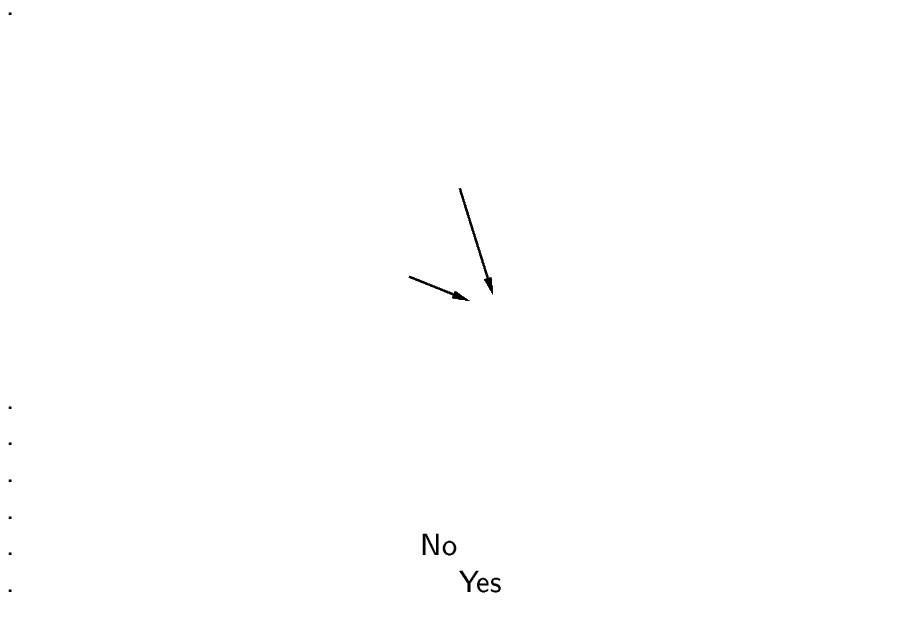 .
.
.
.
.
. No
. Yes